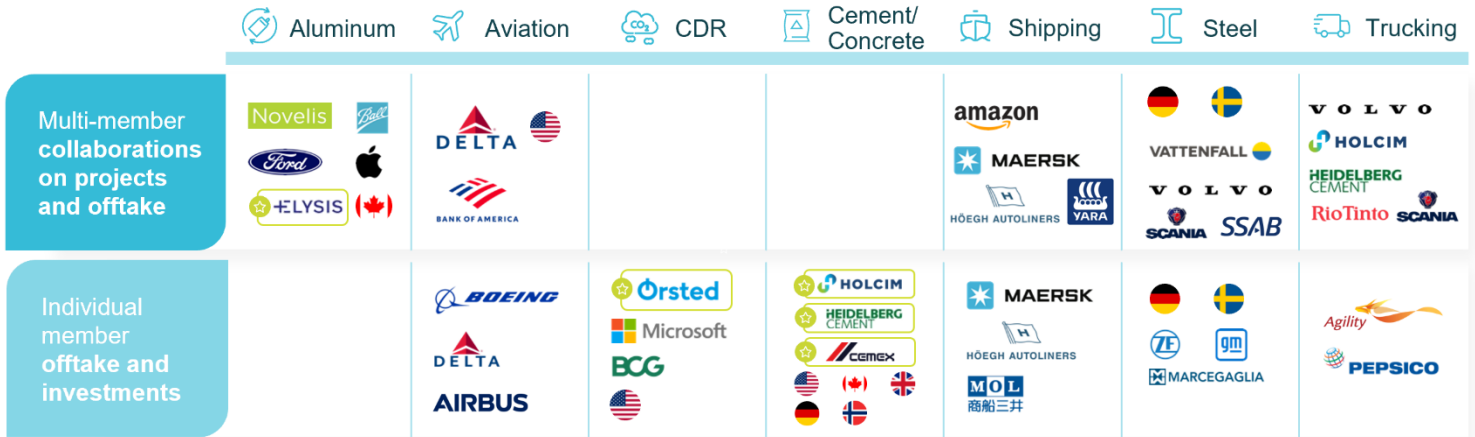 Aluminum
Aviation
CO2
CDR
Cement/
Concrete
Shipping
Steel
Trucking
Multi-member
collaborations
on projects
and offtake
Novelis
Ball
Ford
ELYSIS
DELTA
BANK OF AMERICA
amazon
MAERSK
HÖEGH AUTOLINERS
YARA
VATTENFALL
VOLVO
SCANIA
SSAB
VOLVO
HOLCIM
HEIDELBERG
CEMENT
RioTinto
SCANIA
Individual
member
offtake and
investments
BOEING
DELTA
AIRBUS
Ørsted
Microsoft
BCG
HOLCIM
HEIDELBERG
CEMENT
CEMEX
MAERSK
H
HÖEGH AUTOLINERS
MOL
商船三井
ZF
gm
MARCEGAGLIA
Agility
PEPSICO